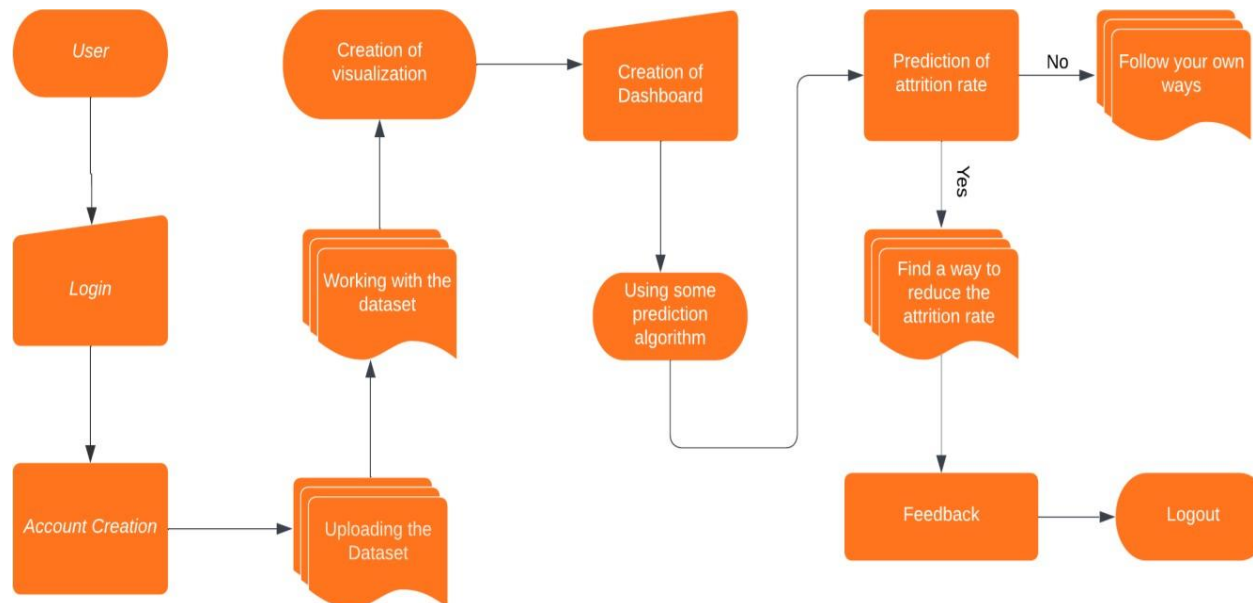 User
Login
Account Creation
Uploading the
Dataset
Working with the
dataset
Creation of
visualization
Creation of
Dashboard
Using some
prediction
algorithm
Prediction of
attrition rate
No
Follow your own
ways
Yes
Find a way to
reduce the
attrition rate
Feedback
Logout